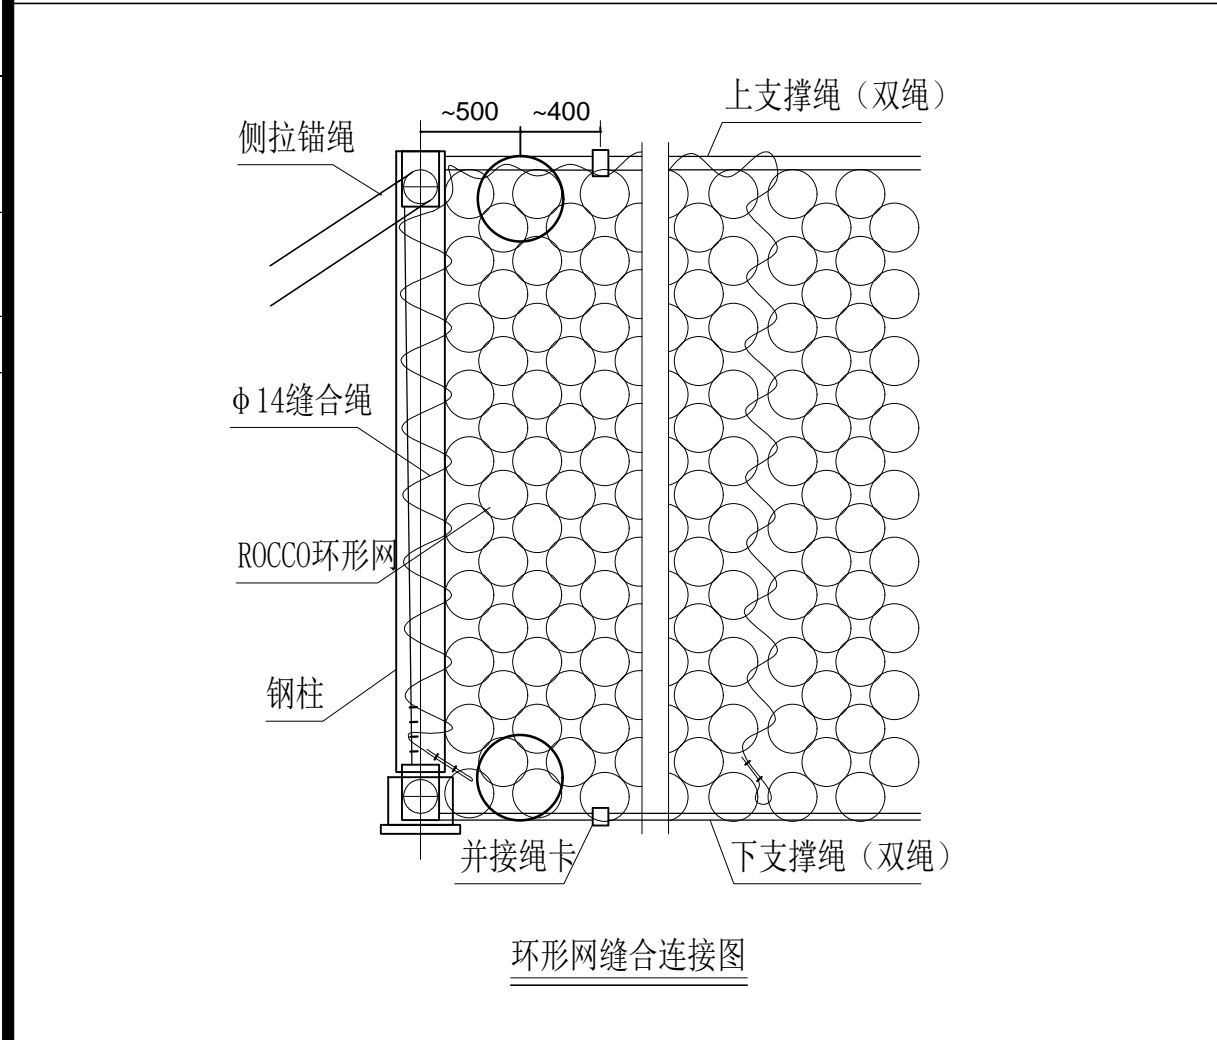 上支撑绳（双绳）
~500
~400
侧拉锚绳
φ14缝合绳
ROCCO环形网
钢柱
并接绳卡
下支撑绳（双绳）
环形网缝合连接图